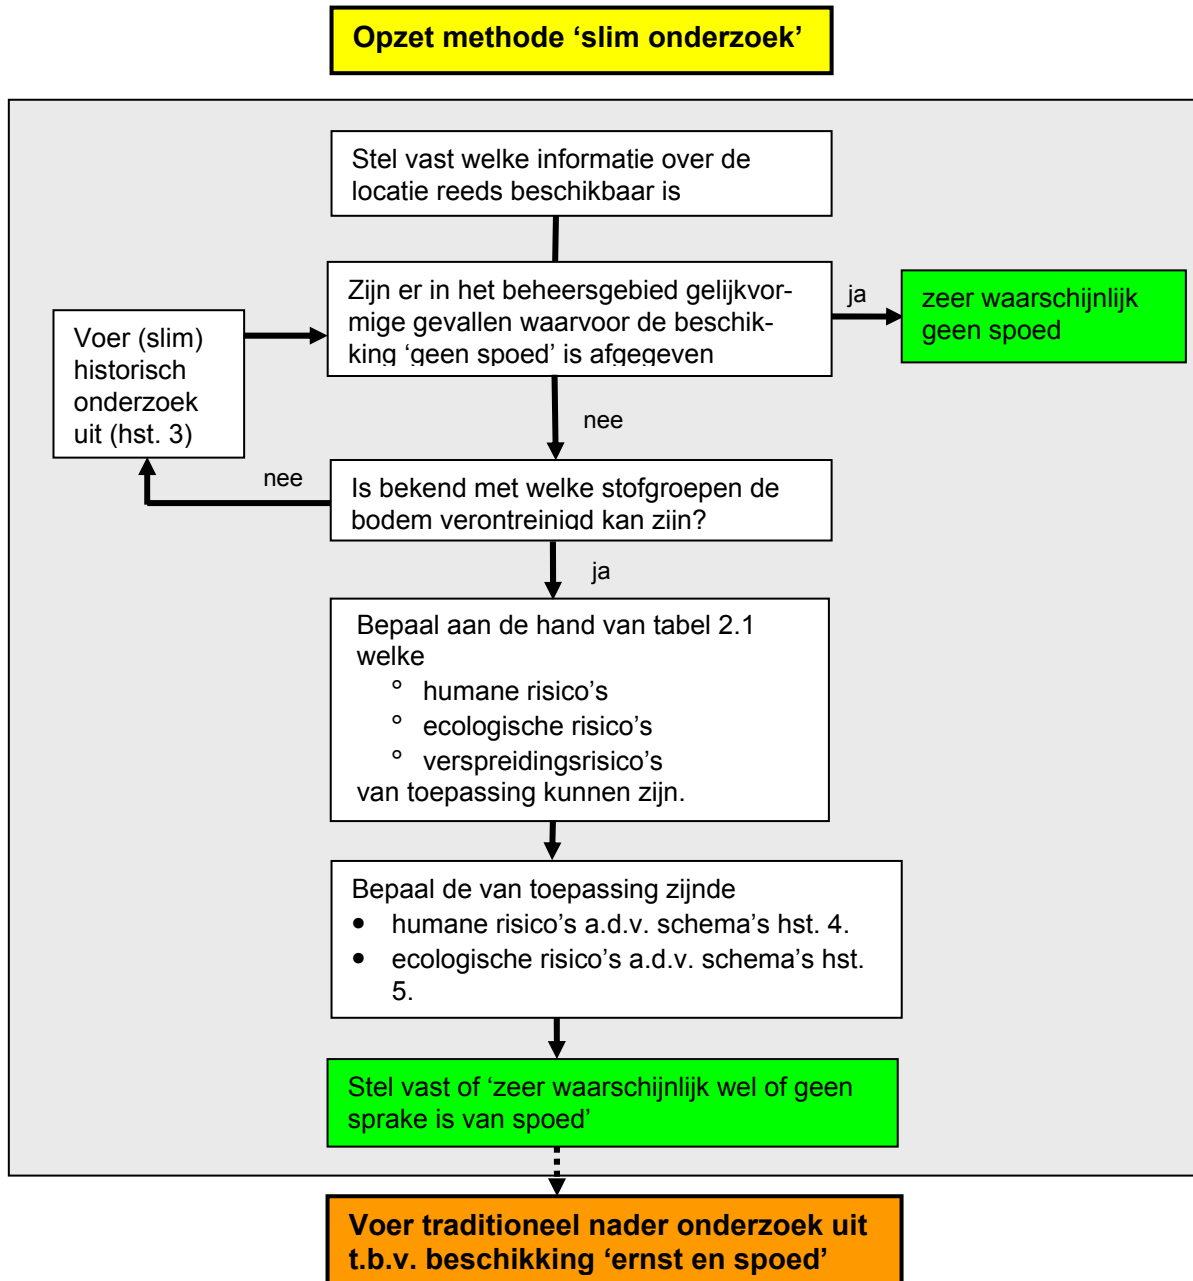 Opzet methode ‘slim onderzoek’
Stel vast welke informatie over de
locatie reeds beschikbaar is
Zijn er in het beheersgebied gelijkvor-
mige gevallen waarvoor de beschik-
king ‘geen spoed’ is afgegeven
ja
zeer waarschijnlijk
geen spoed
Voer (slim)
historisch
onderzoek
uit (hst. 3)
nee
nee
Is bekend met welke stofgroepen de
bodem verontreinigd kan zijn?
ja
Bepaal aan de hand van tabel 2.1
welke
° humane risico’s
° ecologische risico’s
° verspreidingsrisico’s
van toepassing kunnen zijn.
Bepaal de van toepassing zijnde
• humane risico’s a.d.v. schema’s hst. 4.
• ecologische risico’s a.d.v. schema’s hst.
5.
Stel vast of ‘zeer waarschijnlijk wel of geen
sprake is van spoed’
Voer traditioneel nader onderzoek uit
t.b.v. beschikking ‘ernst en spoed’